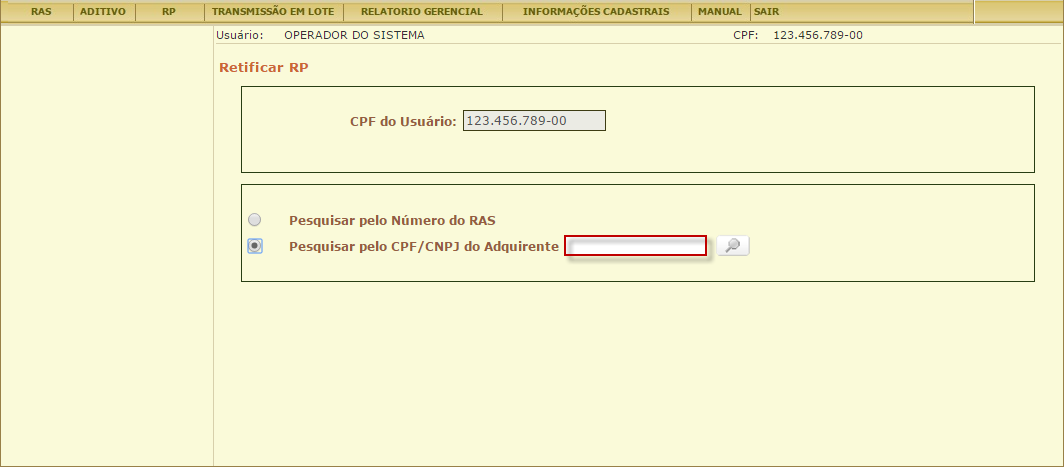 RAS ADITIVO RP TRANSMISSÃO EM LOTE RELATORIO GERENCIAL INFORMAÇÕES CADASTRAIS MANUAL SAIR
Usuário: OPERADOR DO SISTEMA CPF: 123.456.789-00
Retificar RP
CPF do Usuário: 123.456.789-00
Pesquisar pelo Número do RAS
Pesquisar pelo CPF/CNPJ do Adquirente